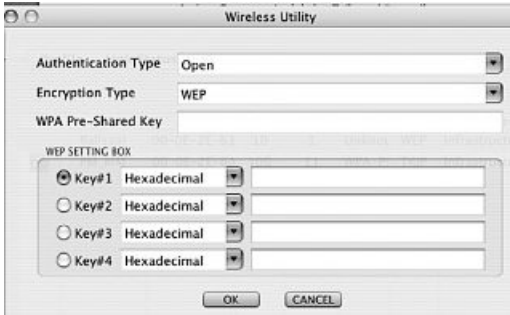 Wireless Utility
Authentication Type Open
Encryption Type WEP
WPA Pre-Shared Key
WEP SETTING BOX
Key#1 Hexadecimal
Key#2 Hexadecimal
Key#3 Hexadecimal
Key#4 Hexadecimal
OK CANCEL